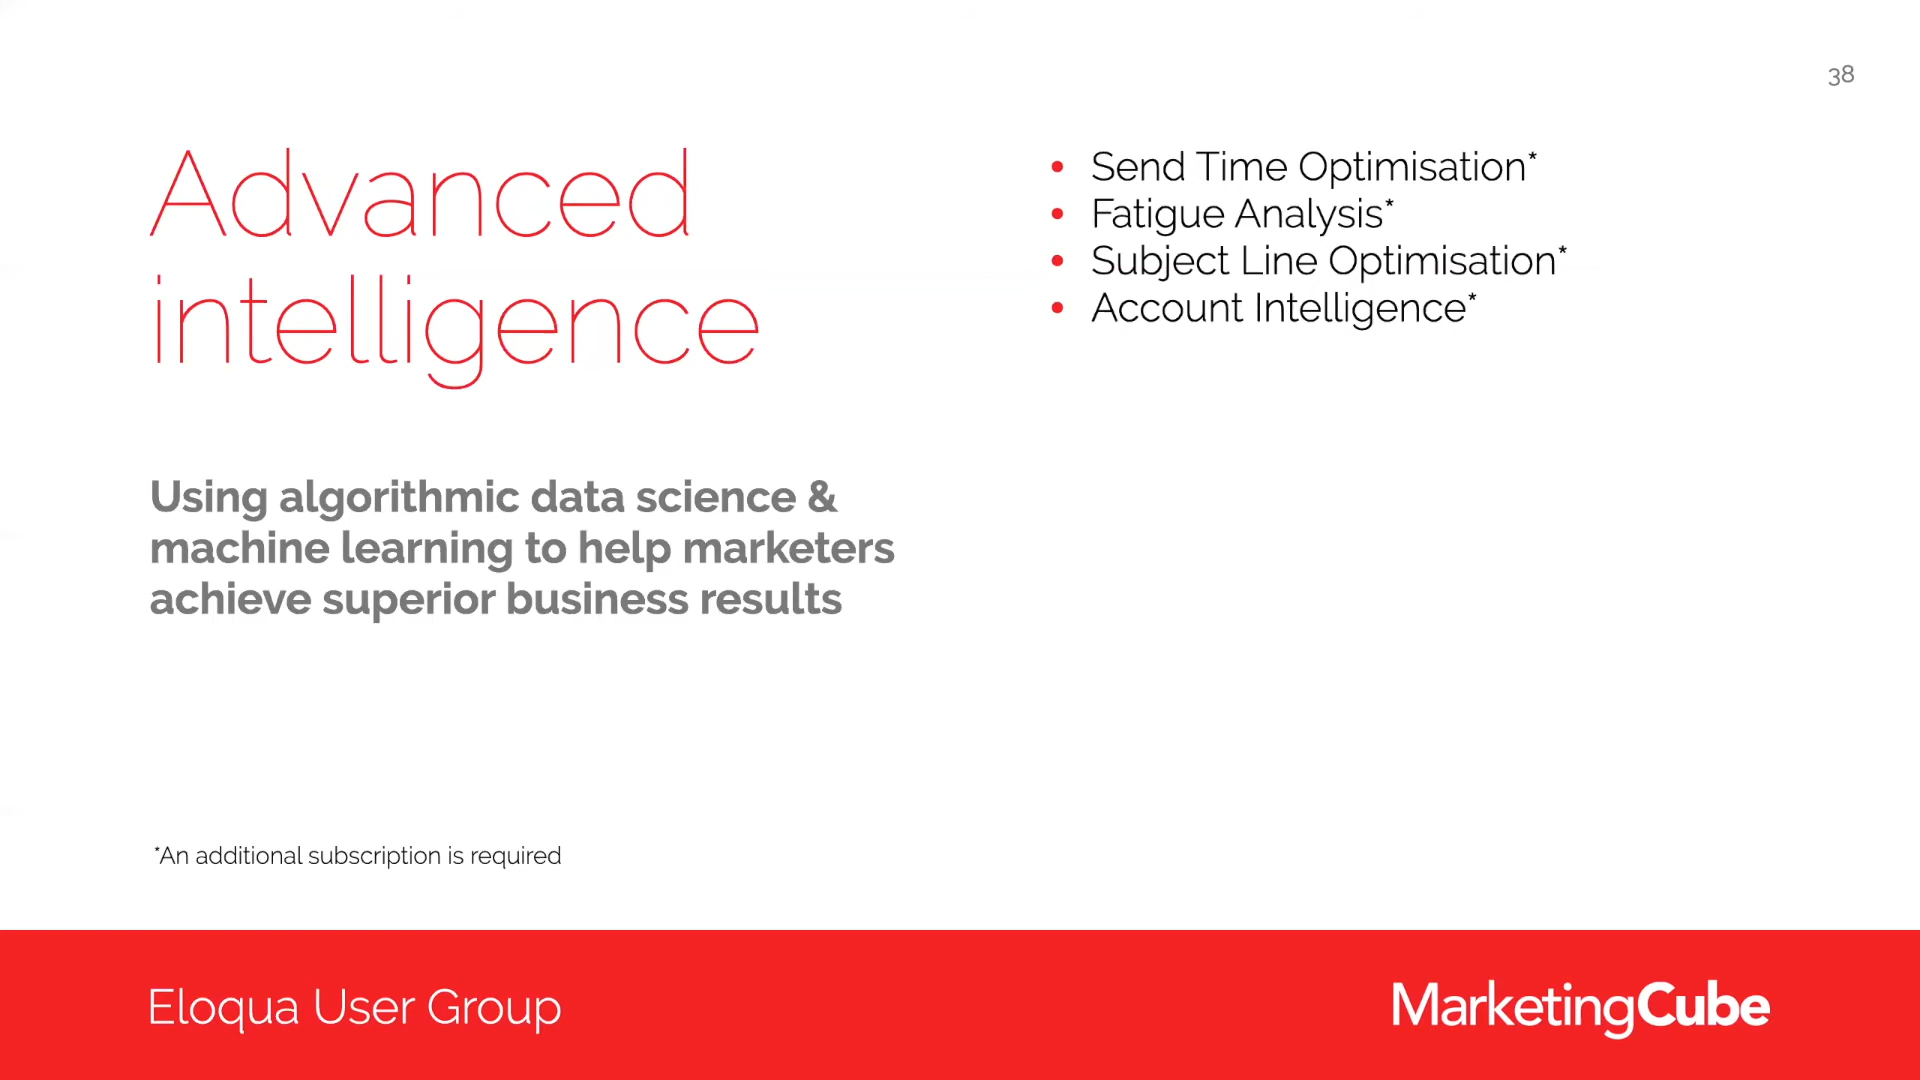 38
Advanced
intelligence
Using algorithmic data science &
machine learning to help marketers
achieve superior business results
• Send Time Optimisation*
• Fatigue Analysis*
• Subject Line Optimisation*
• Account Intelligence*
*An additional subscription is required
Eloqua User Group
MarketingCube